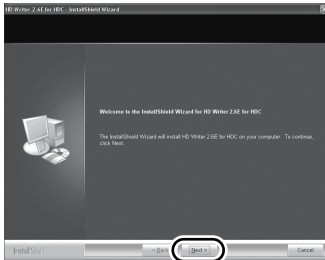 HD Writer 2.6E for HDC - InstallShield Wizard
Welcome to the InstallShield Wizard for HD Writer 2.6E for HDC
The InstallShield Wizard will install HD Writer 2.6E for HDC on your computer. To continue,
click Next.
InstallShield
< Back
Next >
Cancel